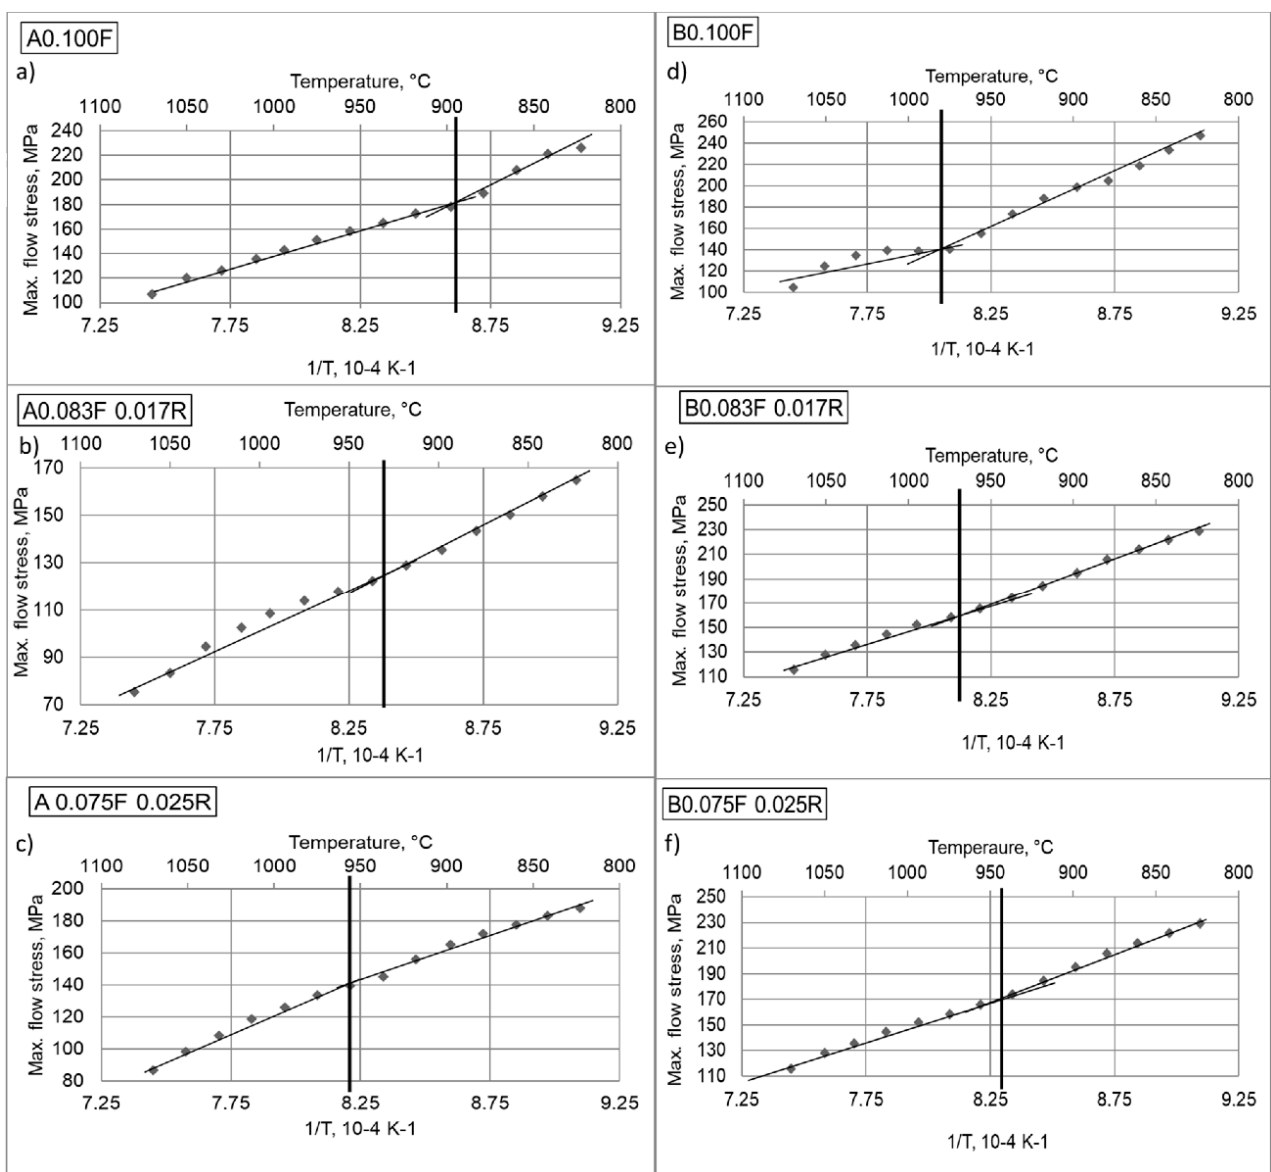 A0.100F
a)
Temperature, °C
1100 1050 1000 950 900 850 800
Max. flow stress, MPa
240
220
200
180
160
140
120
100
7.25 7.75 8.25 8.75 9.25
1/T, 10-4 K-1
B0.100F
d)
Temperature, °C
1100 1050 1000 950 900 850 800
Max. flow stress, MPa
260
240
220
200
180
160
140
120
100
7.25 7.75 8.25 8.75 9.25
1/T, 10-4 K-1
A0.083F 0.017R
b)
Temperature, °C
1100 1050 1000 950 900 850 800
Max. flow stress, MPa
170
150
130
110
90
70
7.25 7.75 8.25 8.75 9.25
1/T, 10-4 K-1
B0.083F 0.017R
e)
Temperature, °C
1100 1050 1000 950 900 850 800
Max. flow stress, MPa
250
230
210
190
170
150
130
110
7.25 7.75 8.25 8.75 9.25
1/T, 10-4 K-1
A 0.075F 0.025R
c)
Temperature, °C
1100 1050 1000 950 900 850 800
Max. flow stress, MPa
200
180
160
140
120
100
80
7.25 7.75 8.25 8.75 9.25
1/T, 10-4 K-1
B0.075F 0.025R
f)
Temperaure, °C
1100 1050 1000 950 900 850 800
Max. flow stress, MPa
250
230
210
190
170
150
130
110
7.25 7.75 8.25 8.75 9.25
1/T, 10-4 K-1